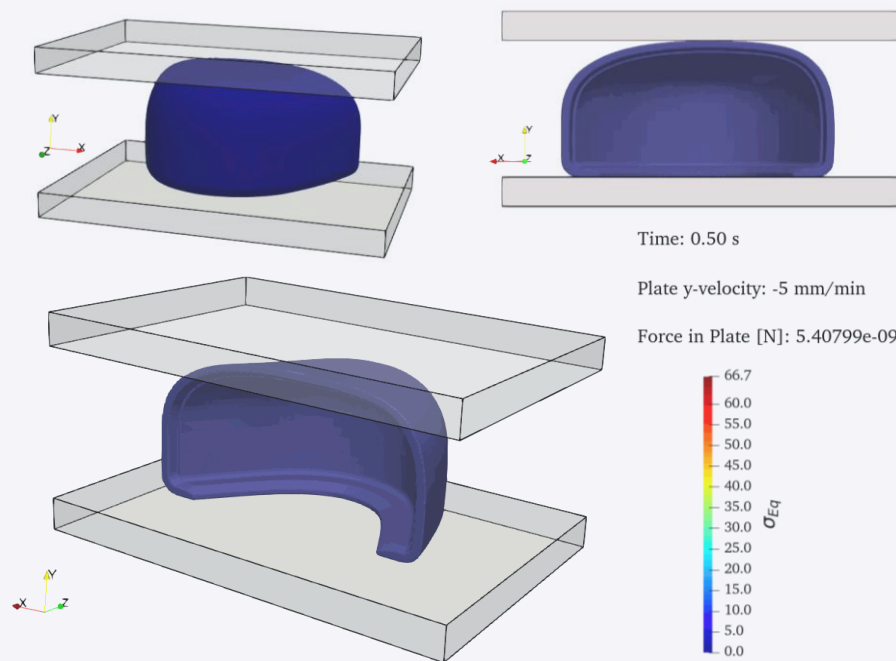 Y
X
Z
Y
X
Z
Time: 0.50 s
Plate y-velocity: -5 mm/min
Force in Plate [N]: 5.40799e-09
66.7
60.0
55.0
50.0
45.0
40.0
35.0
30.0
25.0
20.0
15.0
10.0
5.0
0.0
σEq
Y
X
Z